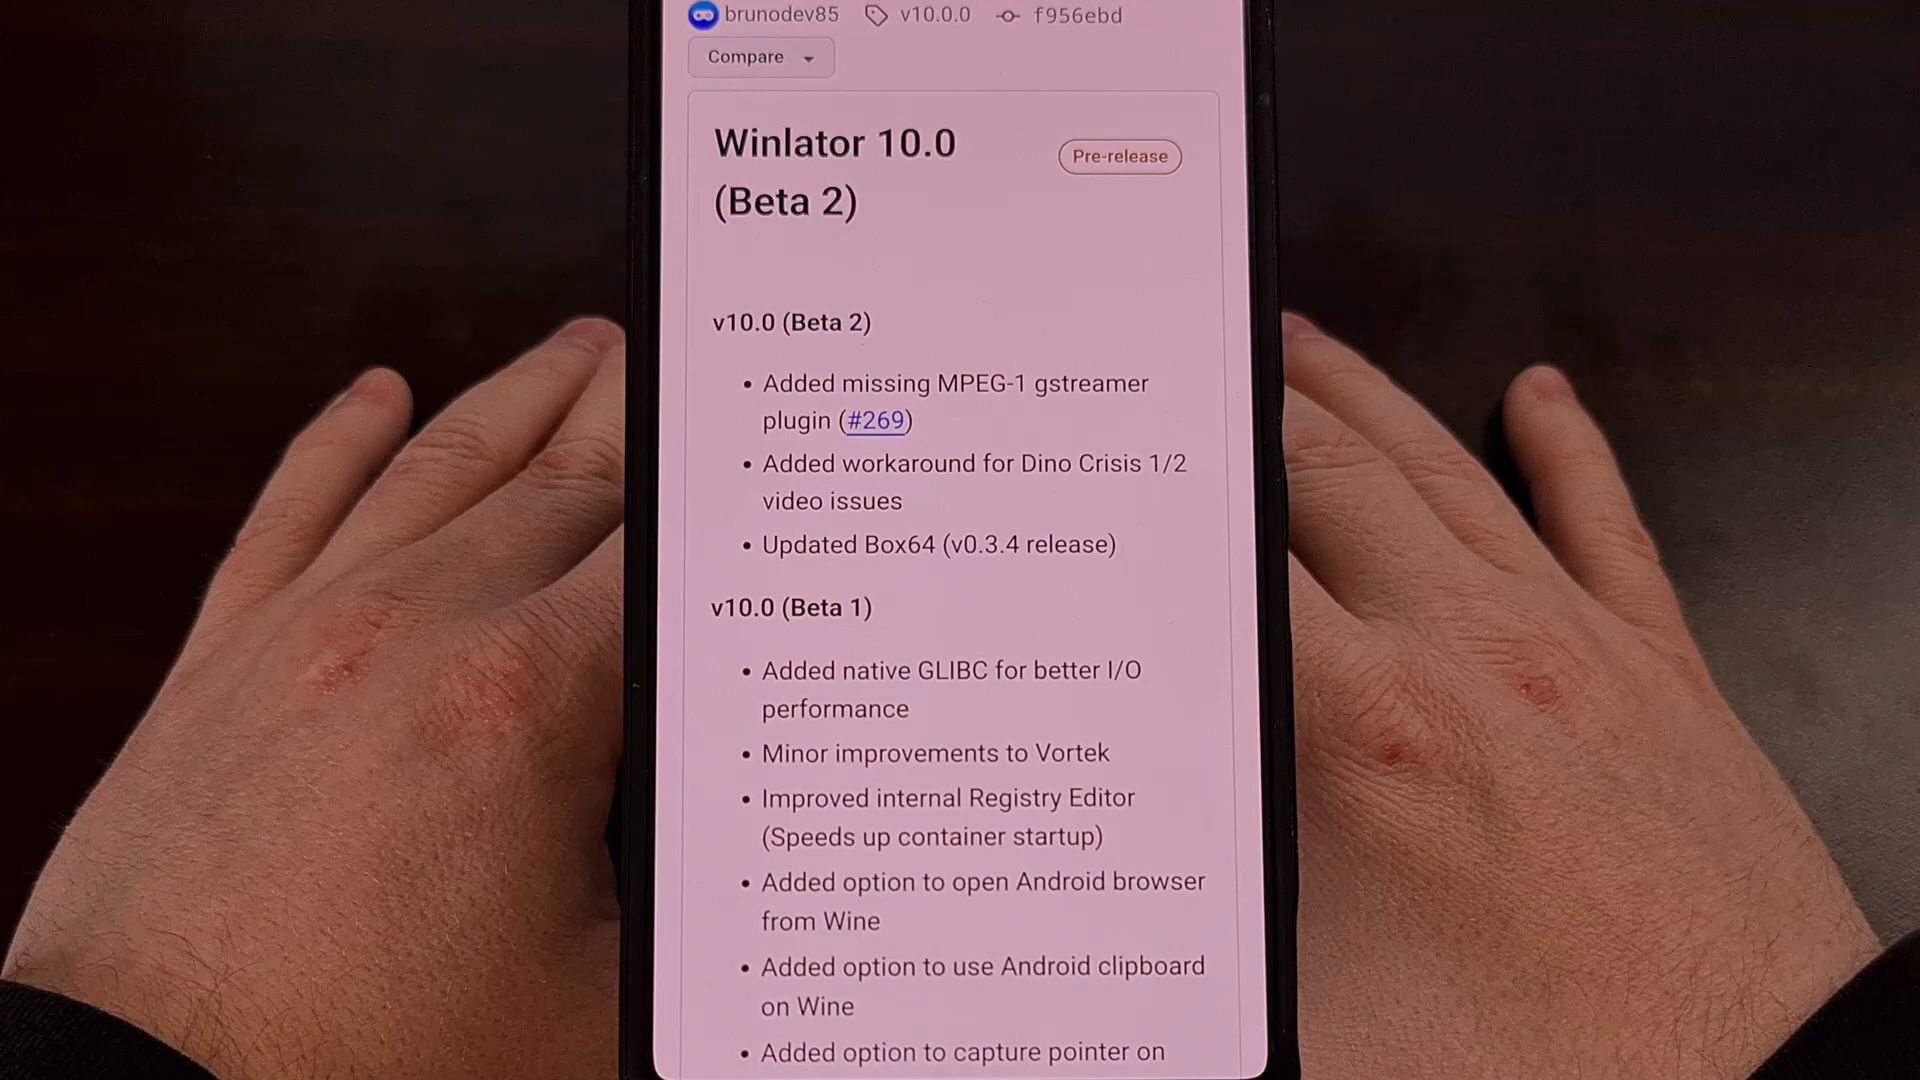 brunodev85 v10.0.0 f956ebd
Compare
Winlator 10.0
(Beta 2)
Pre-release
v10.0 (Beta 2)
• Added missing MPEG-1 gstreamer
plugin (#269)
• Added workaround for Dino Crisis 1/2
video issues
• Updated Box64 (v0.3.4 release)
v10.0 (Beta 1)
• Added native GLIBC for better I/O
performance
• Minor improvements to Vortek
• Improved internal Registry Editor
(Speeds up container startup)
• Added option to open Android browser
from Wine
• Added option to use Android clipboard
on Wine
• Added option to capture pointer on